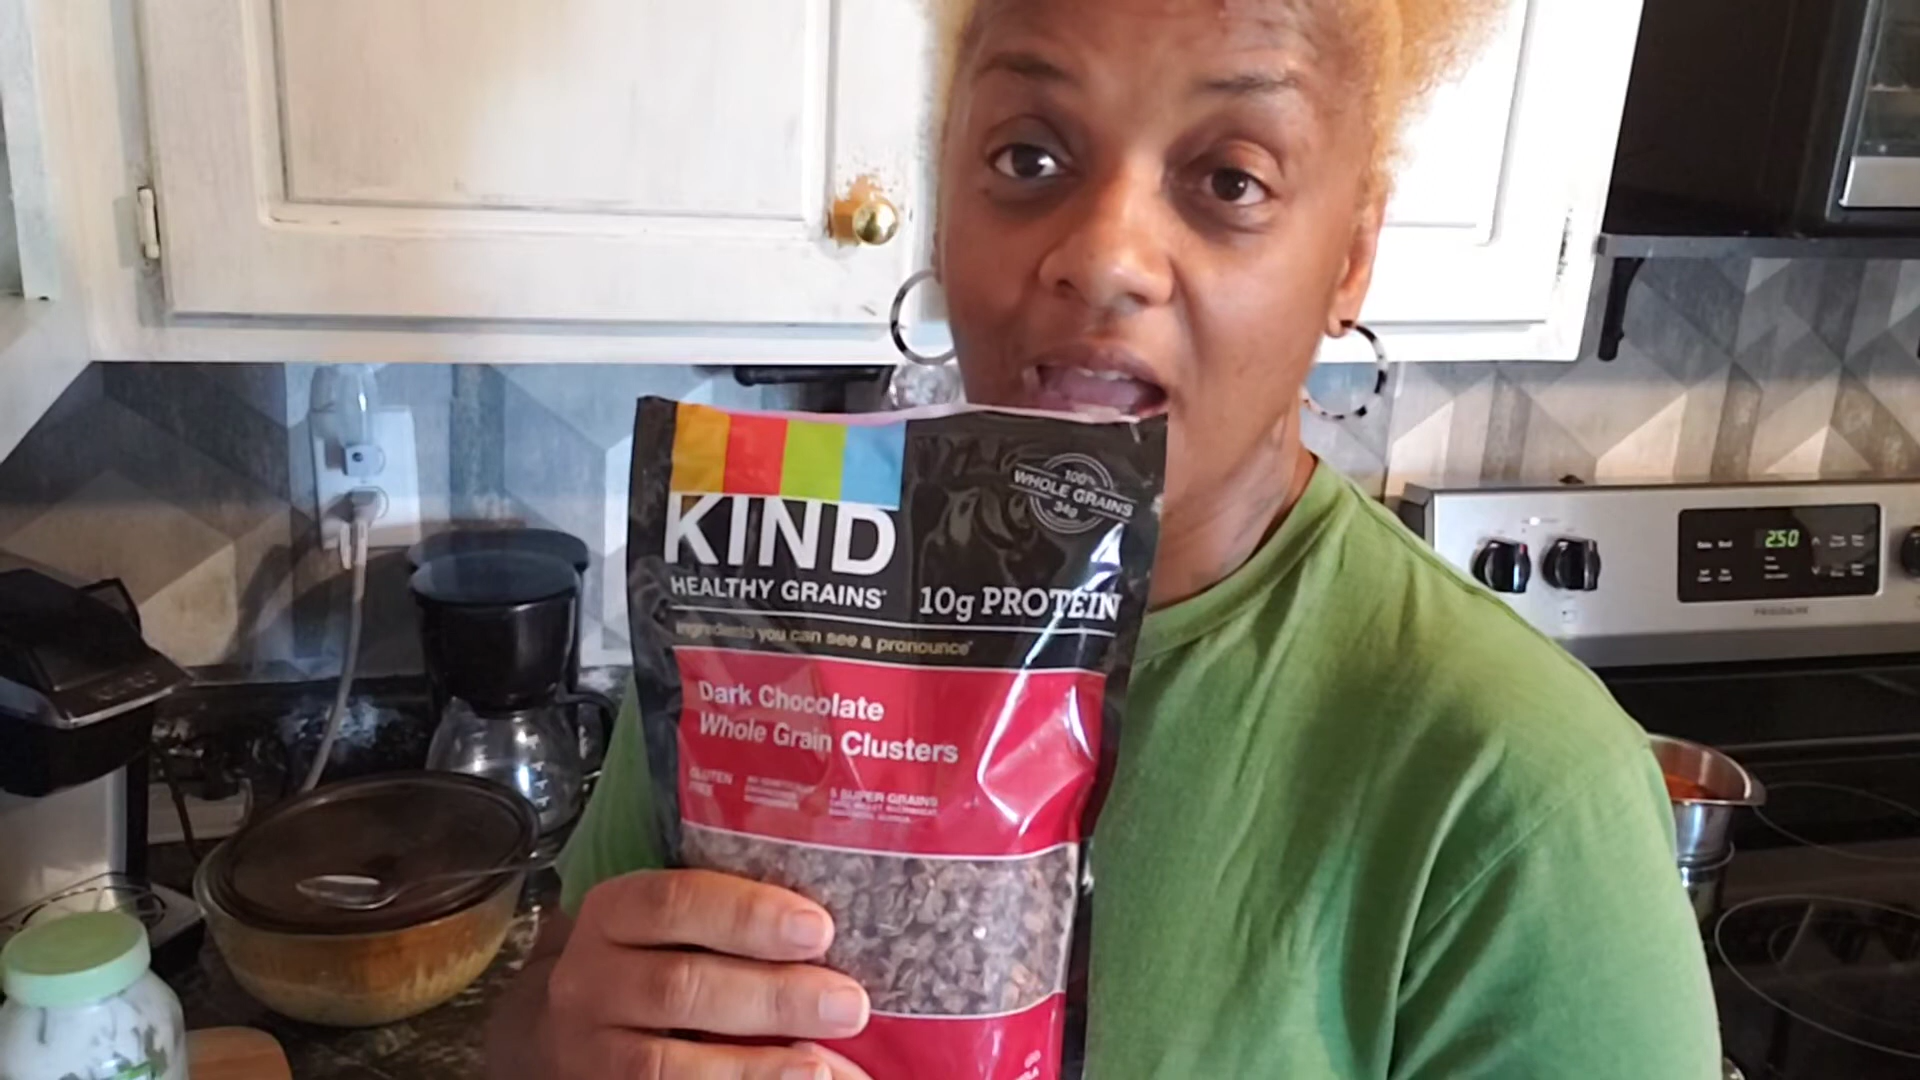 KIND
HEALTHY GRAINS®
100%
WHOLE GRAINS
34g
10g PROTEIN
ingredients you can see & pronounce®
Dark Chocolate
Whole Grain Clusters
GLUTEN
FREE
5 SUPER GRAINS
250
FRIGIDAIRE